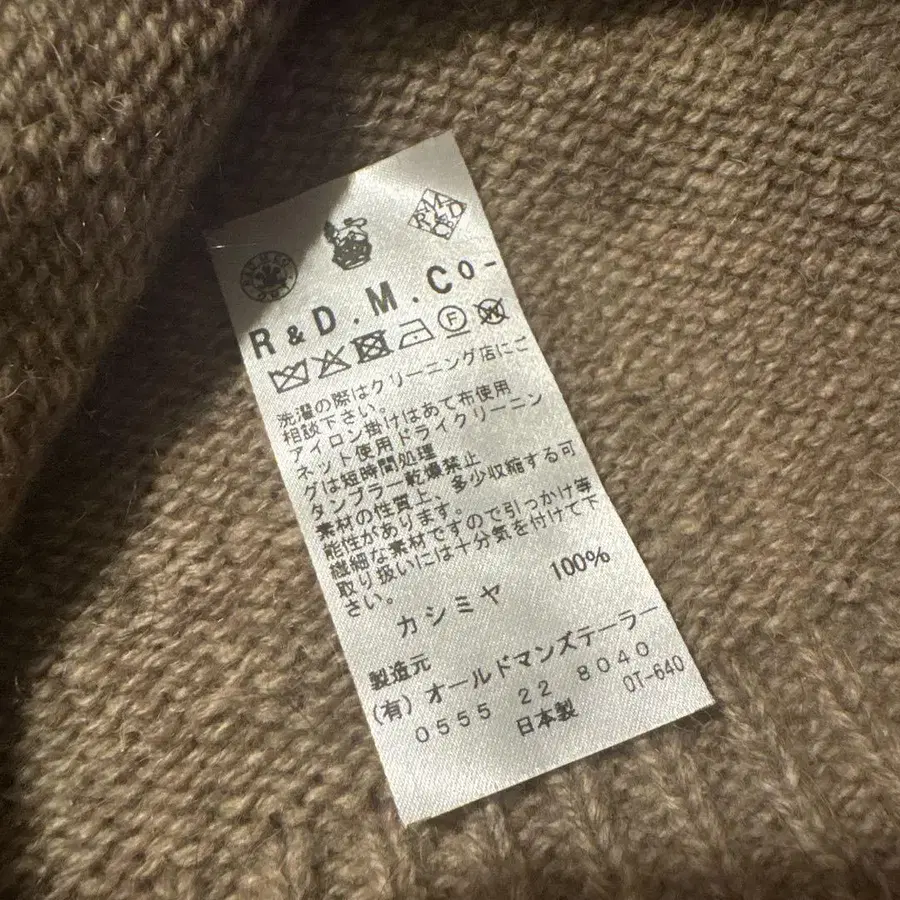 R&D.M.Co-
F W
洗濯の際はクリーニング店にご
相談下さい。
アイロン掛けはあて布使用
ネット使用ドライクリーニン
グは短時間処理
タンブラー乾燥禁止
素材の性質上、多少収縮する可
能性があります。
繊細な素材ですので引っかけ等
取り扱いには十分気を付けて下
さい。
カシミヤ 100%
製造元
(有)オールドマンズテーラー
0555 22 8040
日本製 OT-640